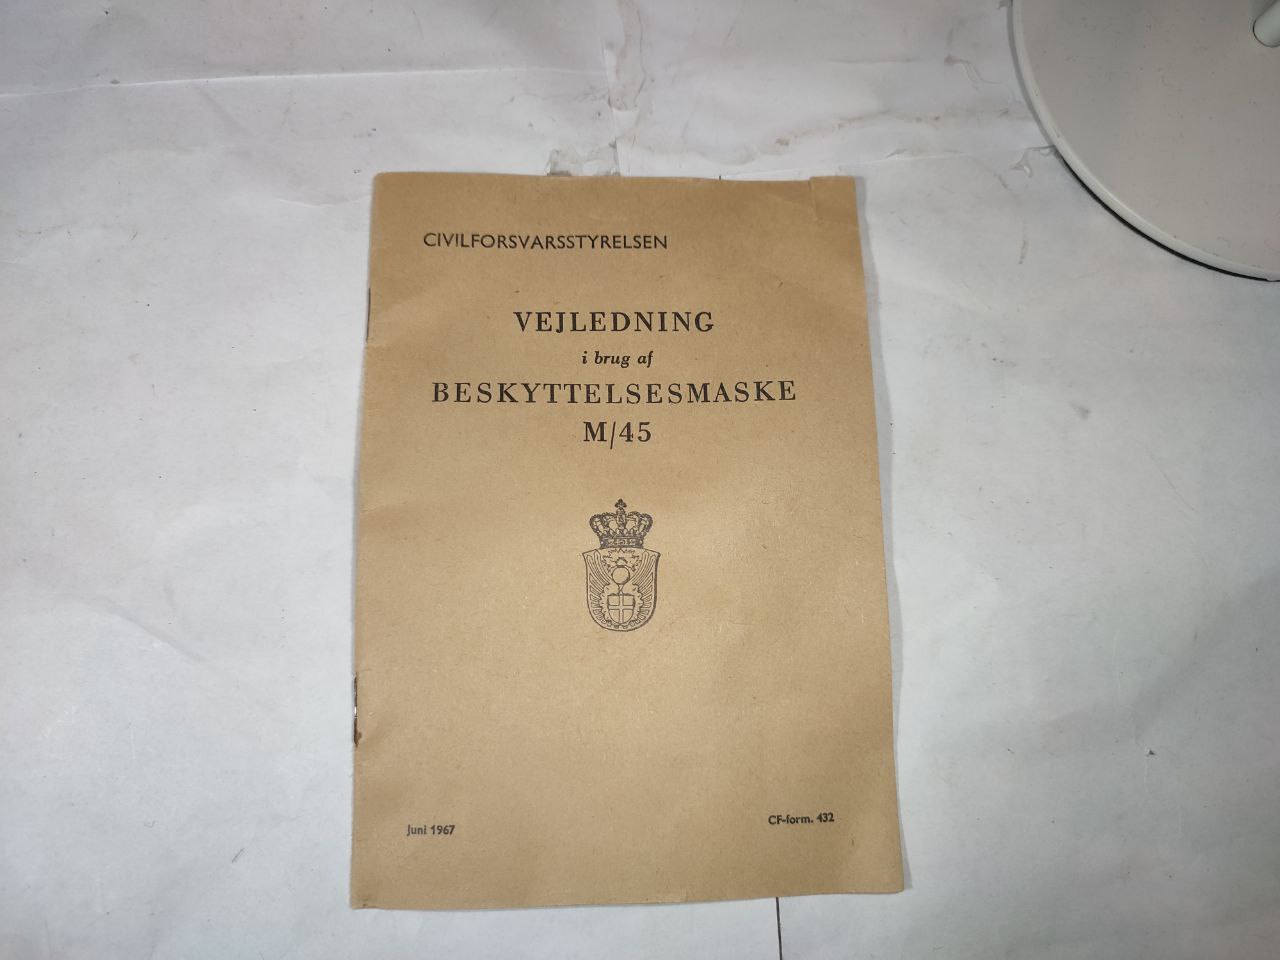 CIVILFORSVARSSTYRELSEN
VEJLEDNING
i brug af
BESKYTTELSESMASKE
M/45
Juni 1967
CF-form. 432